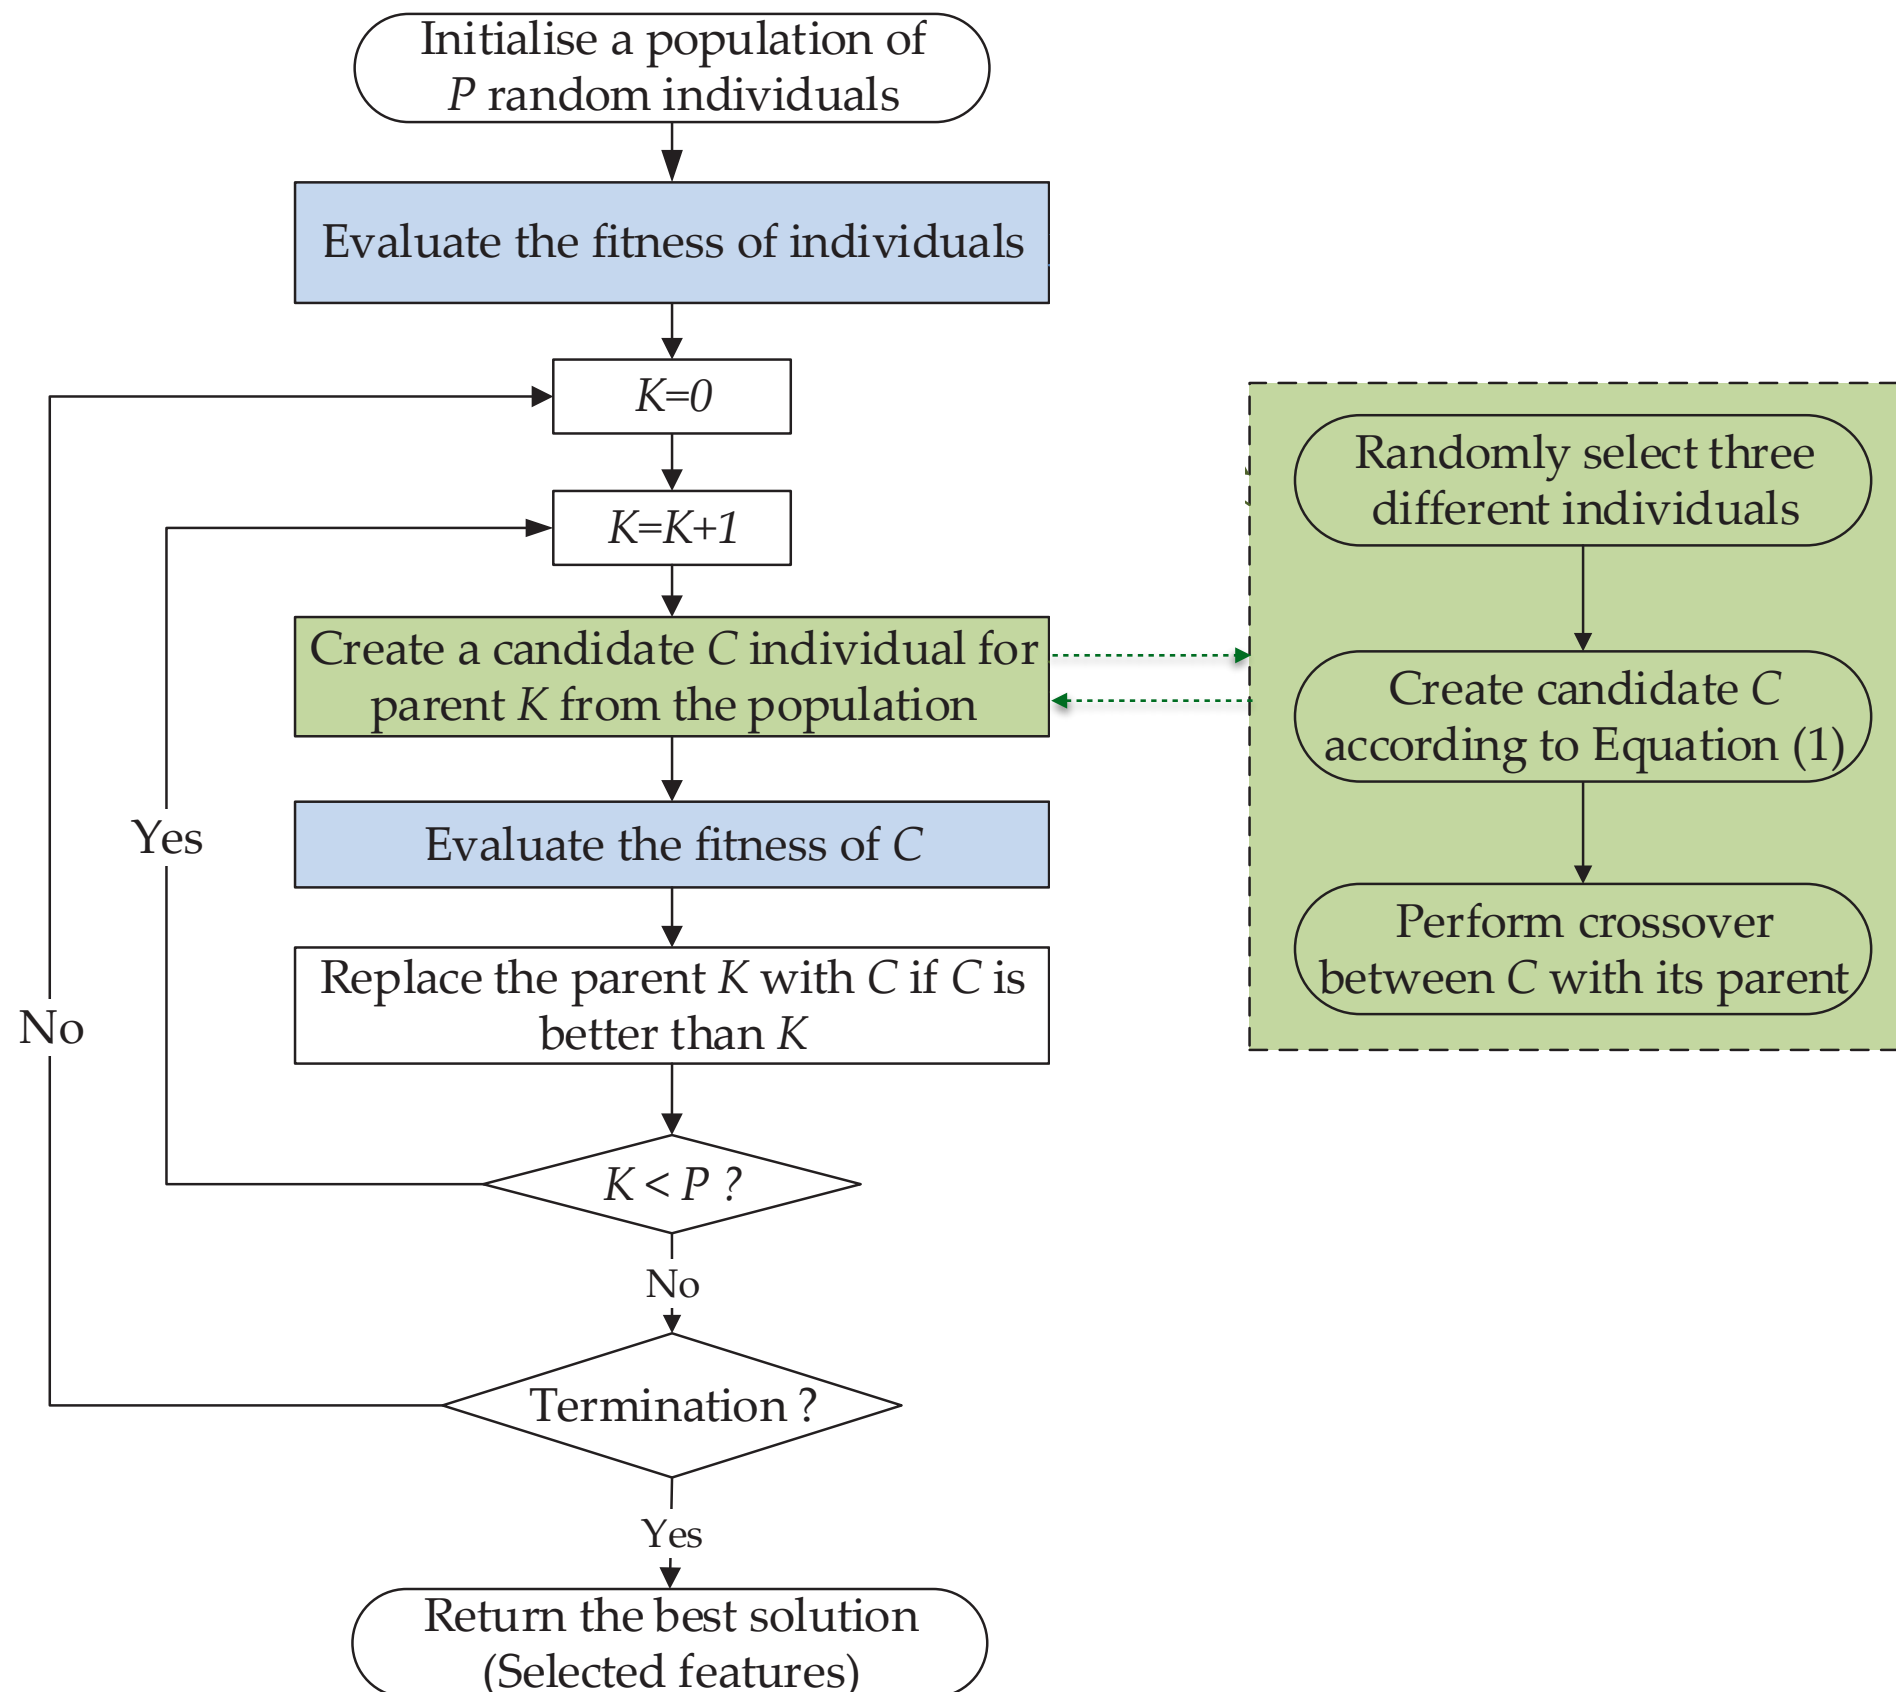 Initialise a population of
P random individuals
Evaluate the fitness of individuals
K=0
K=K+1
Create a candidate C individual for
parent K from the population
Evaluate the fitness of C
Replace the parent K with C if C is
better than K
K < P ?
Yes
No
Termination ?
No
Yes
Return the best solution
(Selected features)
Randomly select three
different individuals
Create candidate C
according to Equation (1)
Perform crossover
between C with its parent